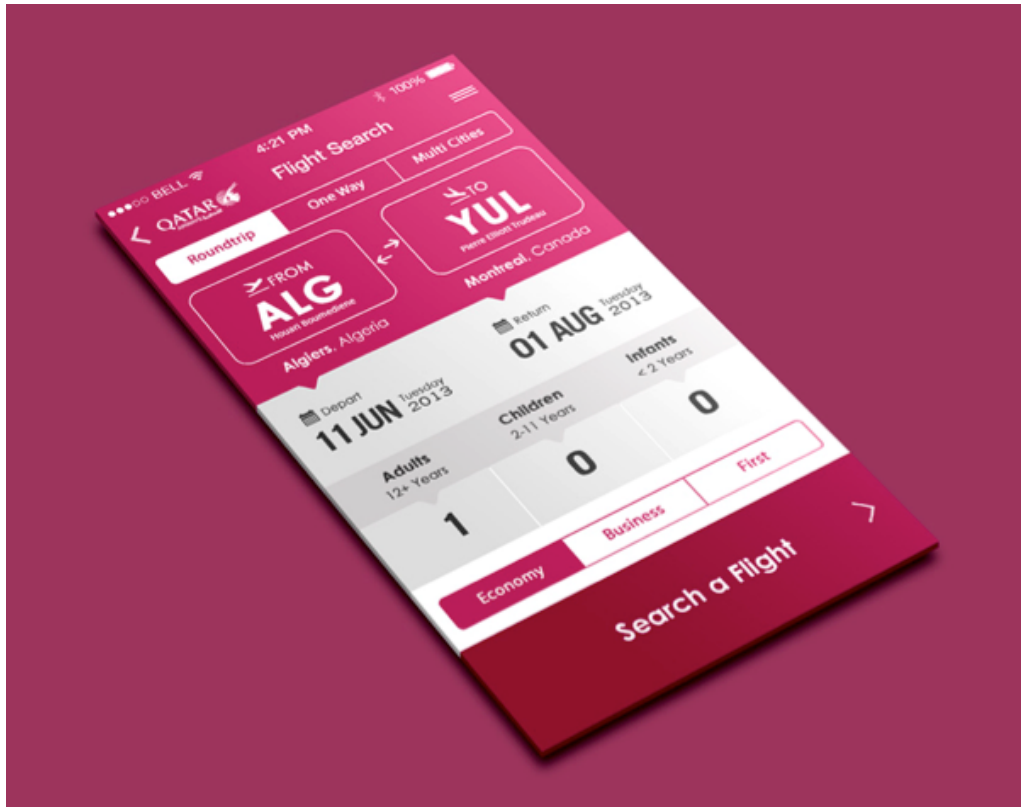 BELL 4:21 PM 100%
QATAR Flight Search
القطرية
Roundtrip One Way Multi Cities
FROM
ALG
Houari Boumediene
Algiers, Algeria
TO
YUL
Pierre Elliott Trudeau
Montreal, Canada
Depart
11 JUN Tuesday 2013
Return
01 AUG Tuesday 2013
Adults
12+ Years
1
Children
2-11 Years
0
Infants
< 2 Years
0
Economy Business First
Search a Flight